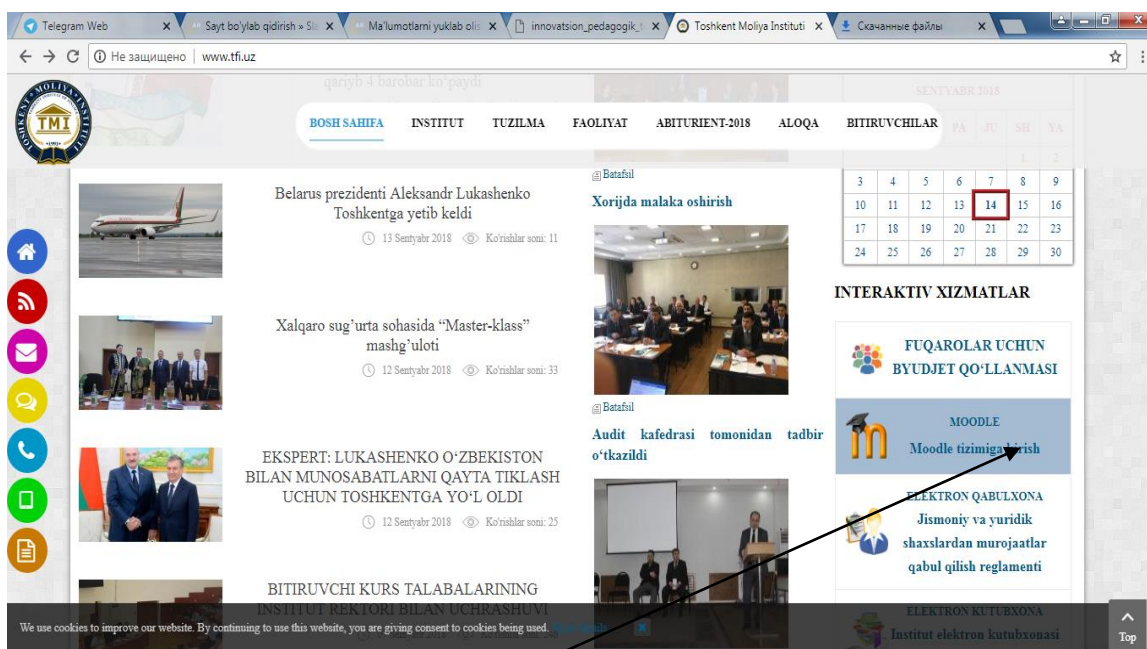 Telegram Web
Sayt bo'ylab qidirish » Sla
Ma'lumotlarni yuklab olis
innovatsion_pedagogik_t
Toshkent Moliya Instituti
Скачанные файлы
Не защищено
www.tfi.uz
qariyb 4 barobar ko'paydi
SENTYABR 2018
TOSHKENT MOLIYA INSTITUTI
TMI
BOSH SAHIFA
INSTITUT
TUZILMA
FAOLIYAT
ABITURIENT-2018
ALOQA
BITIRUVCHILAR
PA JU SH YA
1 2
3 4 5 6 7 8 9
10 11 12 13 14 15 16
17 18 19 20 21 22 23
24 25 26 27 28 29 30
Belarus prezidenti Aleksandr Lukashenko
Toshkentga yetib keldi
13 Sentyabr 2018 Ko'rishlar soni: 11
Xalqaro sug'urta sohasida “Master-klass”
mashg'uloti
12 Sentyabr 2018 Ko'rishlar soni: 33
EKSPERT: LUKASHENKO O‘ZBEKISTON
BILAN MUNOSABATLARNI QAYTA TIKLASH
UCHUN TOSHKENTGA YO‘L OLDI
12 Sentyabr 2018 Ko'rishlar soni: 25
BITIRUVCHI KURS TALABALARINING
INSTITUT REKTORI BILAN UCHRASHUVI
Batafsil
Xorijda malaka oshirish
Batafsil
Audit kafedrasi tomonidan tadbir
o‘tkazildi
INTERAKTIV XIZMATLAR
FUQAROLAR UCHUN
BYUDJET QO‘LLANMASI
MOODLE
Moodle tizimiga kirish
ELEKTRON QABULXONA
Jismoniy va yuridik
shaxslardan murojaatlar
qabul qilish reglamenti
ELEKTRON KUTUBXONA
Institut elektron kutubxonasi
We use cookies to improve our website. By continuing to use this website, you are giving consent to cookies being used.
Top